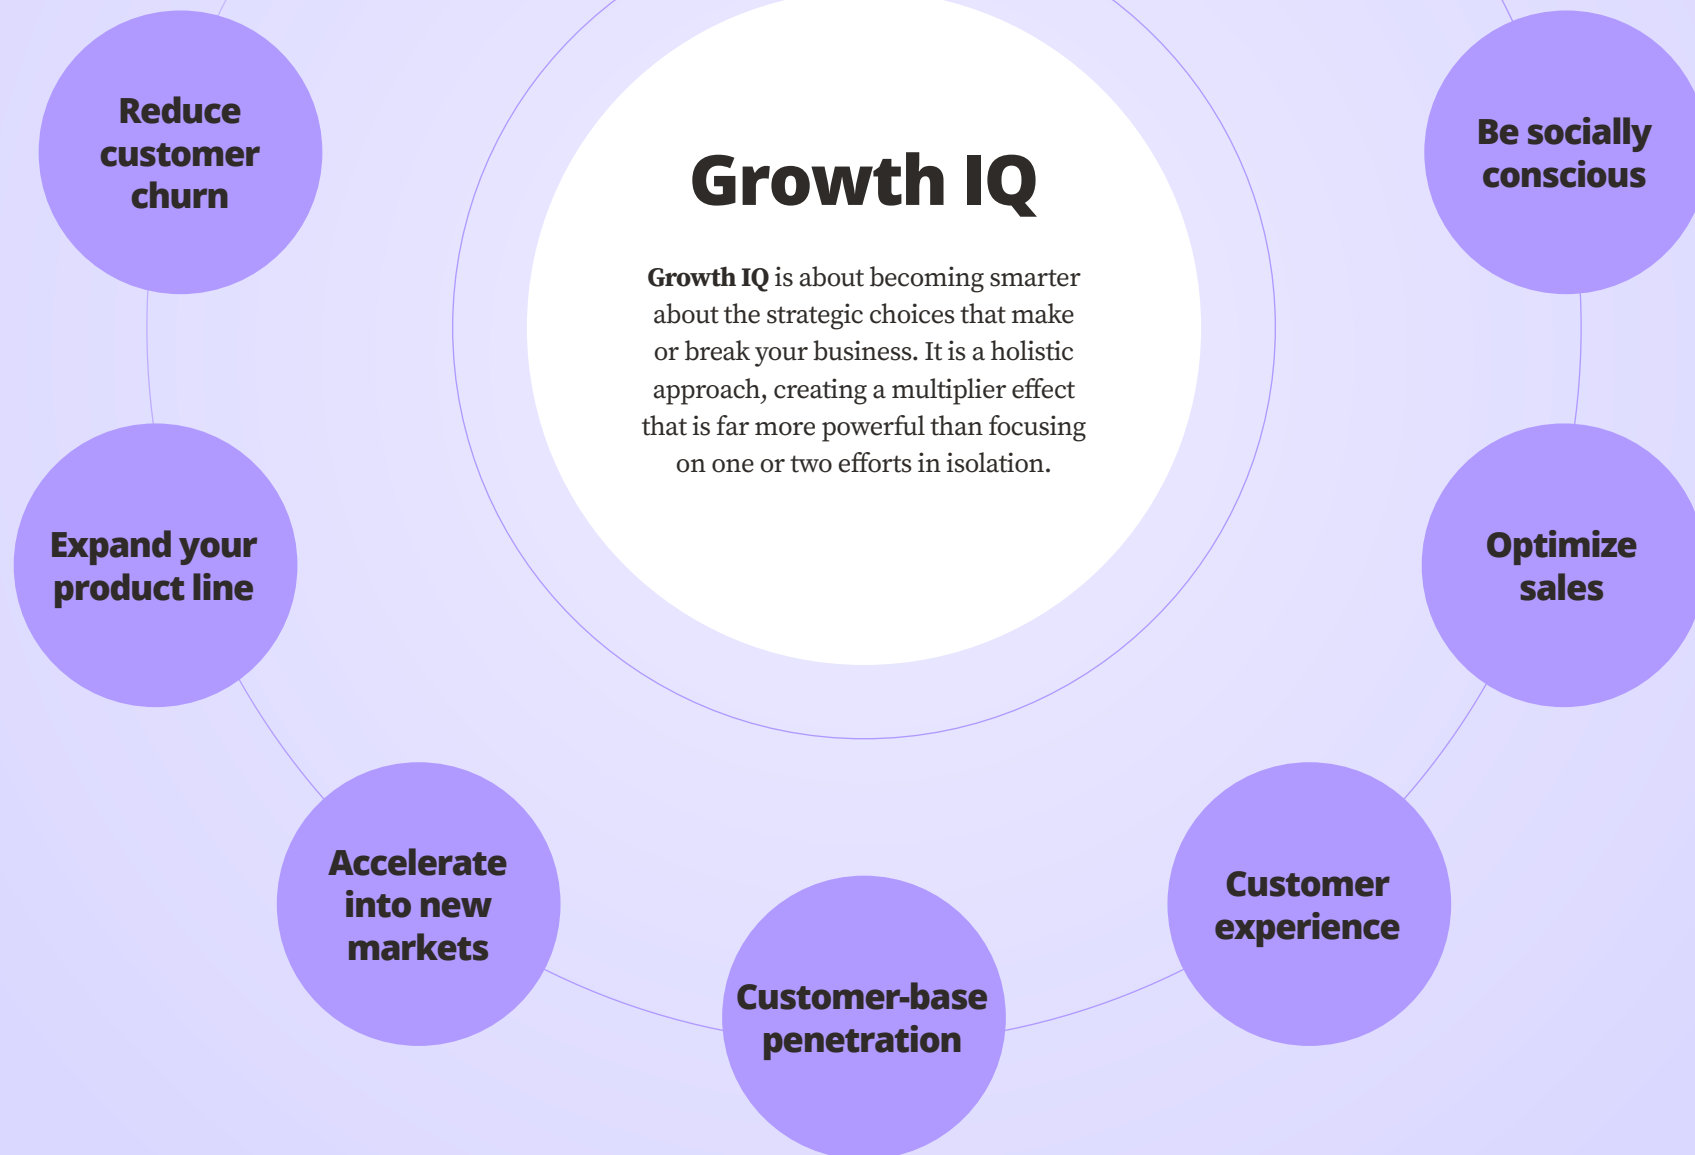 Growth IQ
Growth IQ is about becoming smarter
about the strategic choices that make
or break your business. It is a holistic
approach, creating a multiplier effect
that is far more powerful than focusing
on one or two efforts in isolation.
Reduce
customer
churn
Be socially
conscious
Expand your
product line
Optimize
sales
Accelerate
into new
markets
Customer
experience
Customer-base
penetration